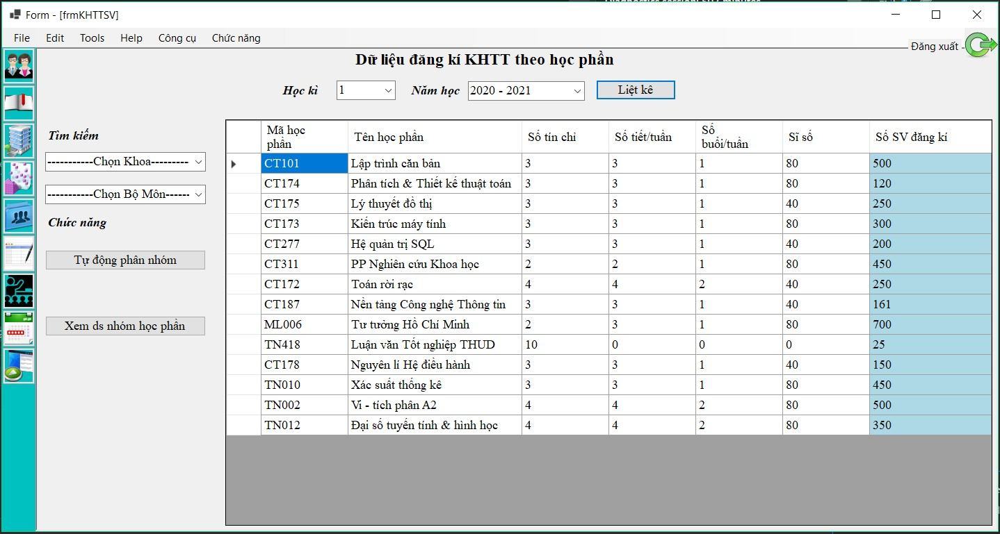 Form - [frmKHTTSV]
File Edit Tools Help Công cụ Chức năng
Đăng xuất
Dữ liệu đăng kí KHTT theo học phần
Học kì 1 Năm học 2020 - 2021 Liệt kê
Tìm kiếm
-----------Chọn Khoa---------
-----------Chọn Bộ Môn------
Chức năng
Tự động phân nhóm
Xem ds nhóm học phần
Mã học phần Tên học phần Số tín chỉ Số tiết/tuần Số buổi/tuần Sĩ số Số SV đăng kí
CT101 Lập trình căn bản 3 3 1 80 500
CT174 Phân tích & Thiết kế thuật toán 3 3 1 80 120
CT175 Lý thuyết đồ thị 3 3 1 40 250
CT173 Kiến trúc máy tính 3 3 1 80 300
CT277 Hệ quản trị SQL 3 3 1 40 200
CT311 PP Nghiên cứu Khoa học 2 2 1 80 450
CT172 Toán rời rạc 4 4 2 40 250
CT187 Nền tảng Công nghệ Thông tin 3 3 1 40 161
ML006 Tư tưởng Hồ Chí Minh 2 3 1 80 700
TN418 Luận văn Tốt nghiệp THUD 10 0 0 0 25
CT178 Nguyên lí Hệ điều hành 3 3 1 40 150
TN010 Xác suất thống kê 3 3 1 80 450
TN002 Vi - tích phân A2 4 4 2 80 500
TN012 Đại số tuyến tính & hình học 4 4 2 80 350